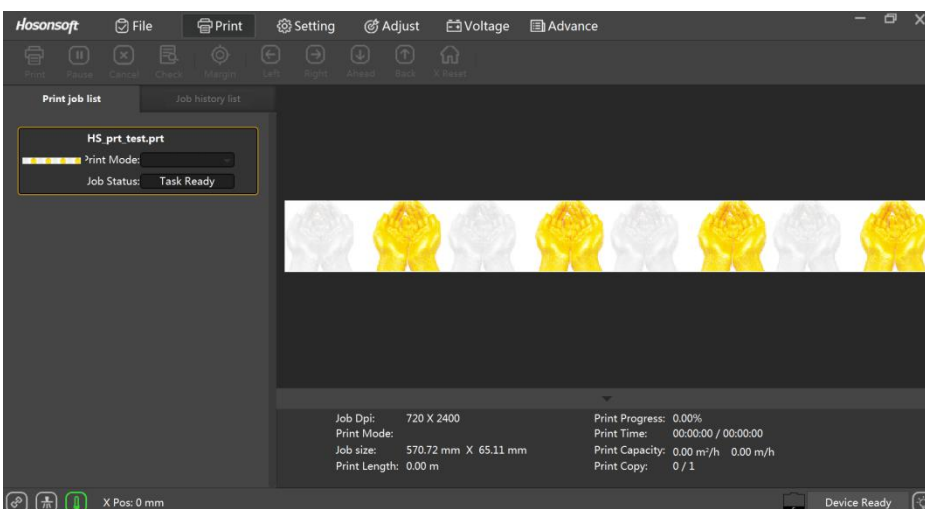 Hosonsoft File Print Setting Adjust Voltage Advance
Print Pause Cancel Check Margin Left Right Ahead Back X Reset
Print job list Job history list
HS_prt_test.prt
Print Mode:
Job Status: Task Ready
Job Dpi: 720 X 2400 Print Progress: 0.00%
Print Mode: Print Time: 00:00:00 / 00:00:00
Job size: 570.72 mm X 65.11 mm Print Capacity: 0.00 m²/h 0.00 m/h
Print Length: 0.00 m Print Copy: 0 / 1
X Pos: 0 mm Device Ready